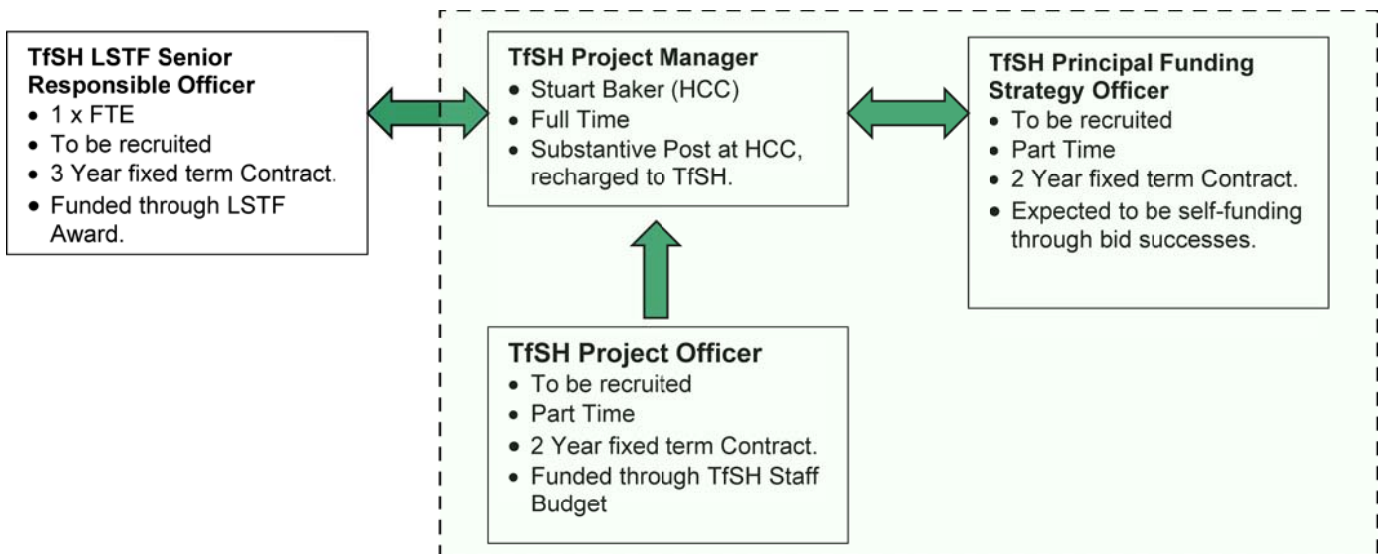 TfSH LSTF Senior
Responsible Officer
• 1 x FTE
• To be recruited
• 3 Year fixed term Contract.
• Funded through LSTF
Award.
TfSH Project Manager
• Stuart Baker (HCC)
• Full Time
• Substantive Post at HCC,
recharged to TfSH.
TfSH Principal Funding
Strategy Officer
• To be recruited
• Part Time
• 2 Year fixed term Contract.
• Expected to be self-funding
through bid successes.
TfSH Project Officer
• To be recruited
• Part Time
• 2 Year fixed term Contract.
• Funded through TfSH Staff
Budget